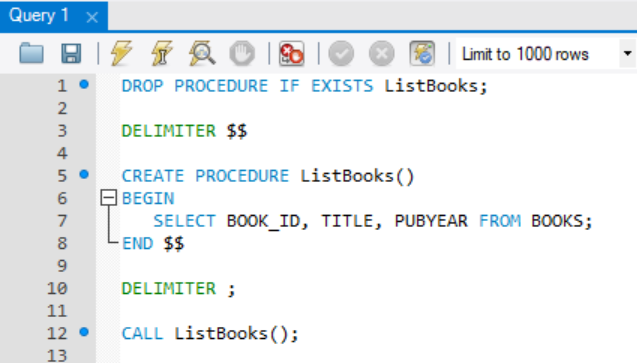 Query 1
Limit to 1000 rows
1 DROP PROCEDURE IF EXISTS ListBooks;
2
3 DELIMITER $$
4
5 CREATE PROCEDURE ListBooks()
6 BEGIN
7 SELECT BOOK_ID, TITLE, PUBYEAR FROM BOOKS;
8 END $$
9
10 DELIMITER ;
11
12 CALL ListBooks();
13